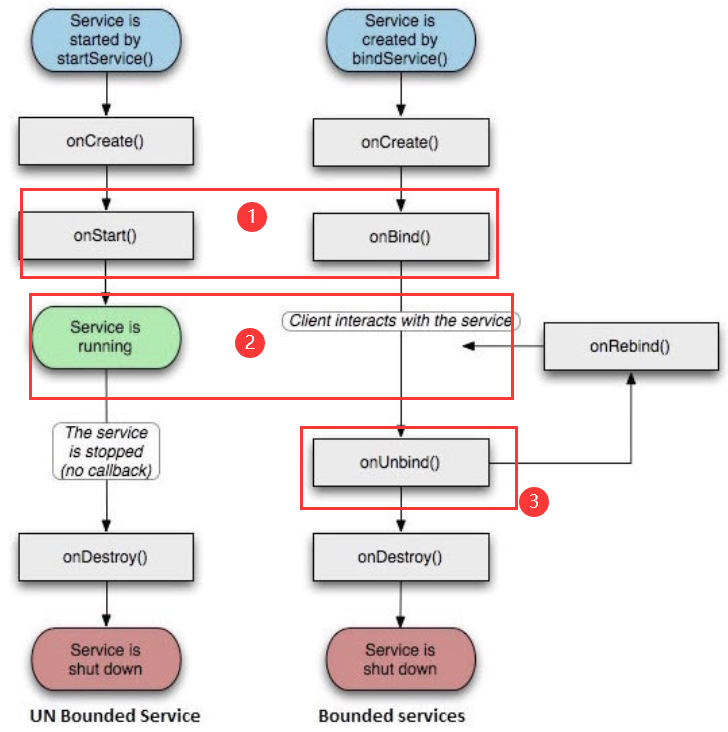 Service is
started by
startService()
Service is
created by
bindService()
onCreate()
onCreate()
1
onStart()
onBind()
Service is
running
2
Client interacts with the service
onRebind()
The service
is stopped
(no callback)
onUnbind()
3
onDestroy()
onDestroy()
Service is
shut down
Service is
shut down
UN Bounded Service
Bounded services